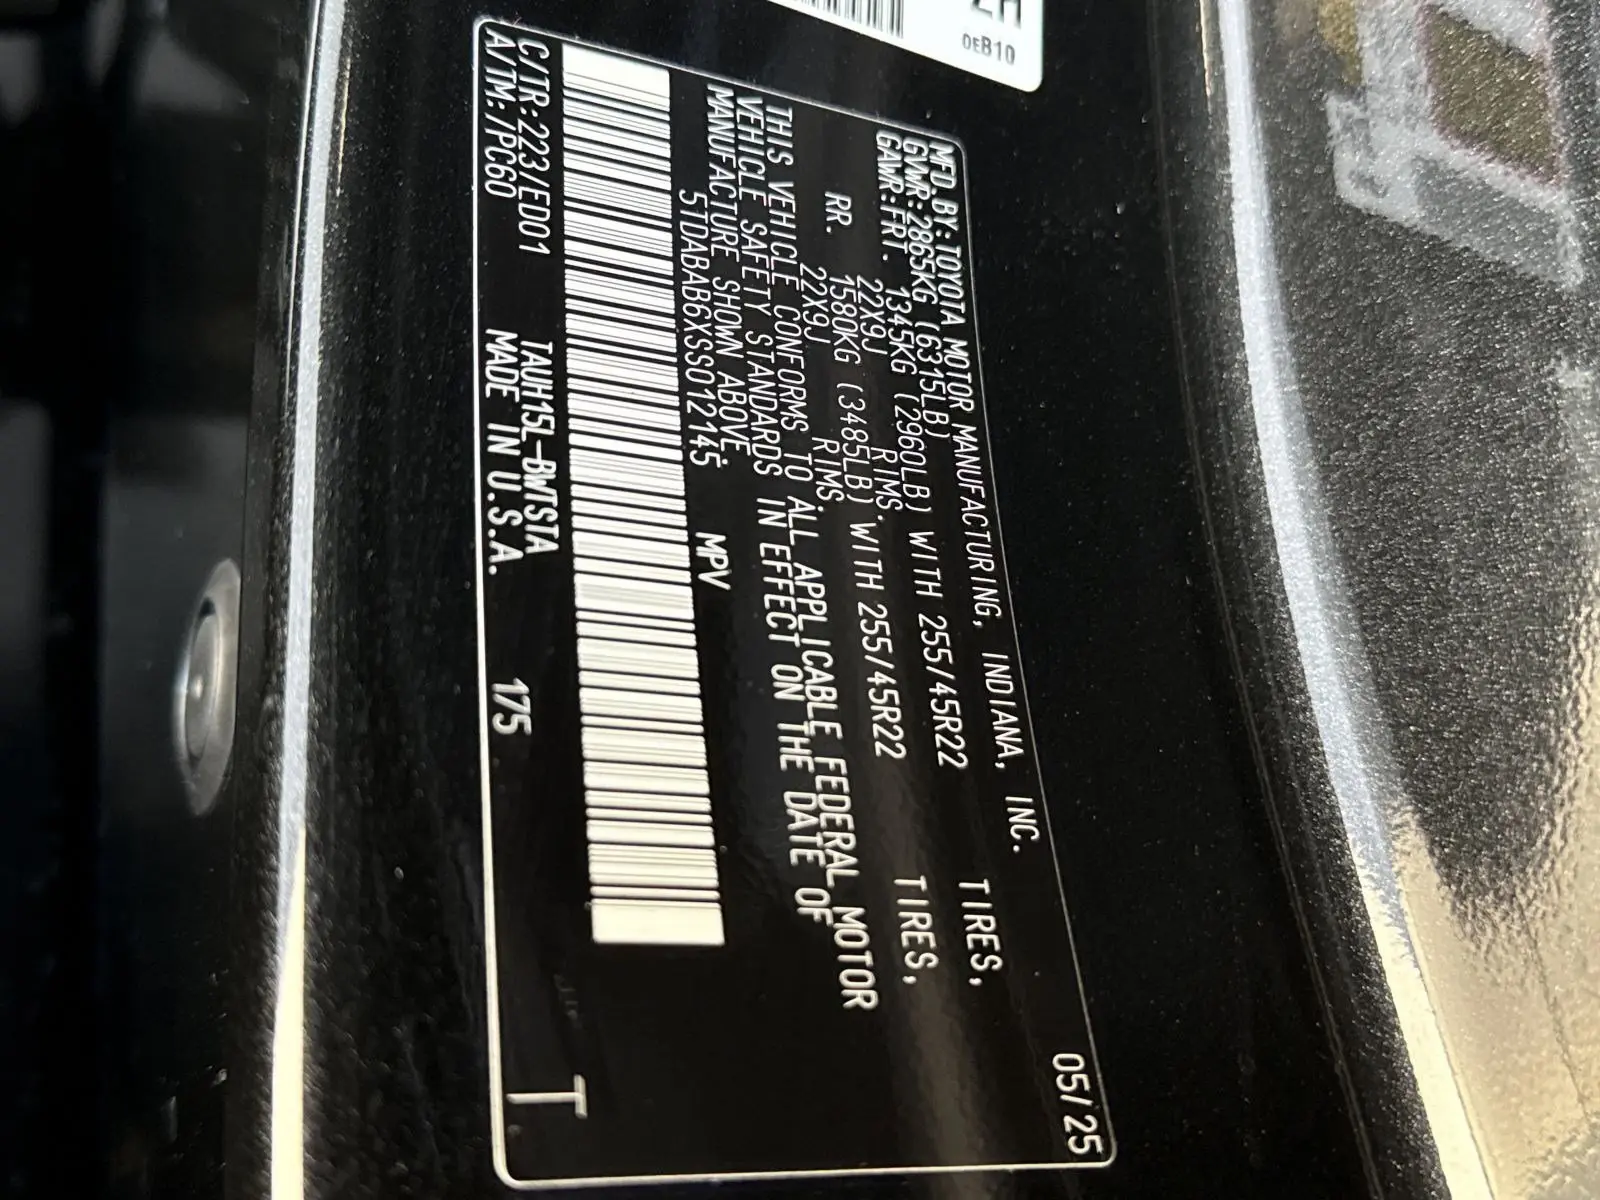 2H
0EB10
MFD.BY:TOYOTA MOTOR MANUFACTURING, INDIANA, INC. 05/25
GVWR:2865KG (6315LB)
GAWR:FRT. 1345KG (2960LB) WITH 255/45R22 TIRES,
22X9J RIMS.
RR. 1580KG (3485LB) WITH 255/45R22 TIRES,
22X9J RIMS.
THIS VEHICLE CONFORMS TO ALL APPLICABLE FEDERAL MOTOR
VEHICLE SAFETY STANDARDS IN EFFECT ON THE DATE OF
MANUFACTURE SHOWN ABOVE.
5TDABAB6XSS012145 MPV
C/TR:223/ED01 TAUH15L-BWTSTA 175 T
A/TM:/PC60 MADE IN U.S.A.